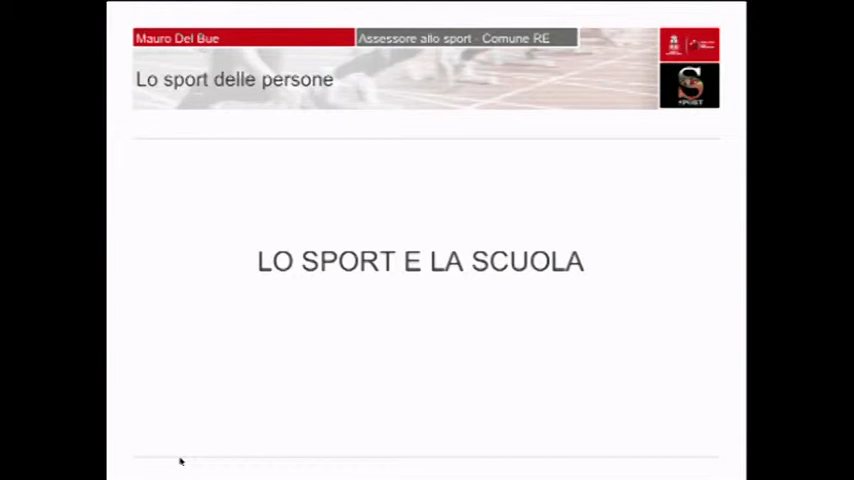 Mauro Del Bue
Assessore allo sport - Comune RE
Lo sport delle persone
S
SPORT
LO SPORT E LA SCUOLA